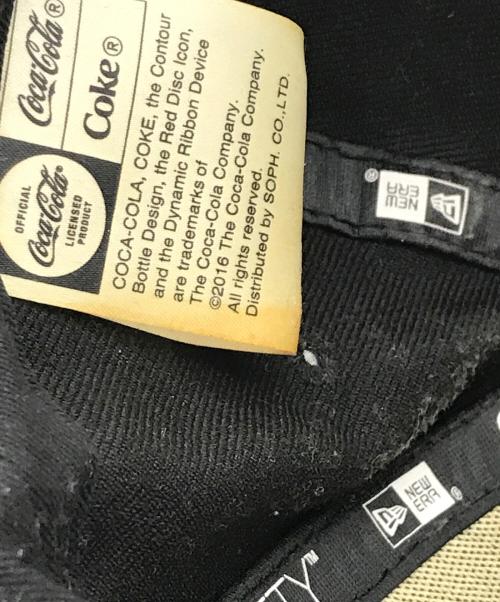 Coca-Cola®
Coke®
OFFICIAL
Coca-Cola®
LICENSED
PRODUCT
COCA-COLA, COKE, the Contour
Bottle Design, the Red Disc Icon,
and the Dynamic Ribbon Device
are trademarks of
The Coca-Cola Company.
©2016 The Coca-Cola Company.
All rights reserved.
Distributed by SOPH. CO.,LTD.
NEW
ERA
®
NEW
ERA
®
TY™